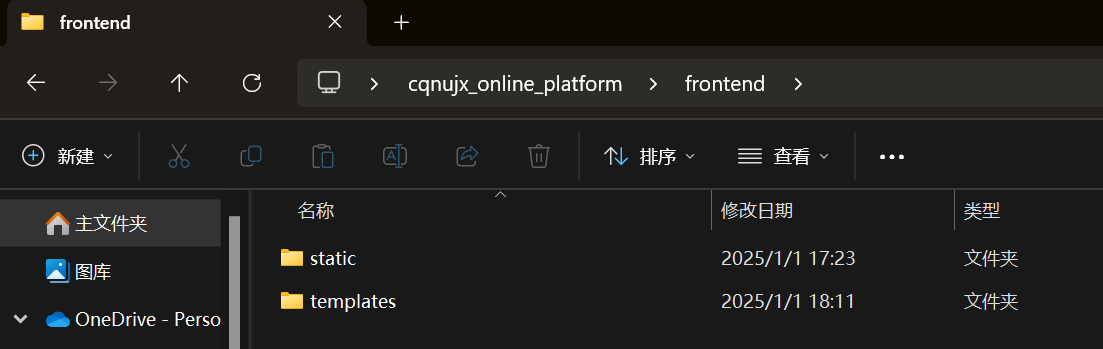 frontend
cqnujx_online_platform frontend
新建 排序 查看
名称 修改日期 类型
主文件夹
static 2025/1/1 17:23 文件夹
图库
templates 2025/1/1 18:11 文件夹
OneDrive - Perso